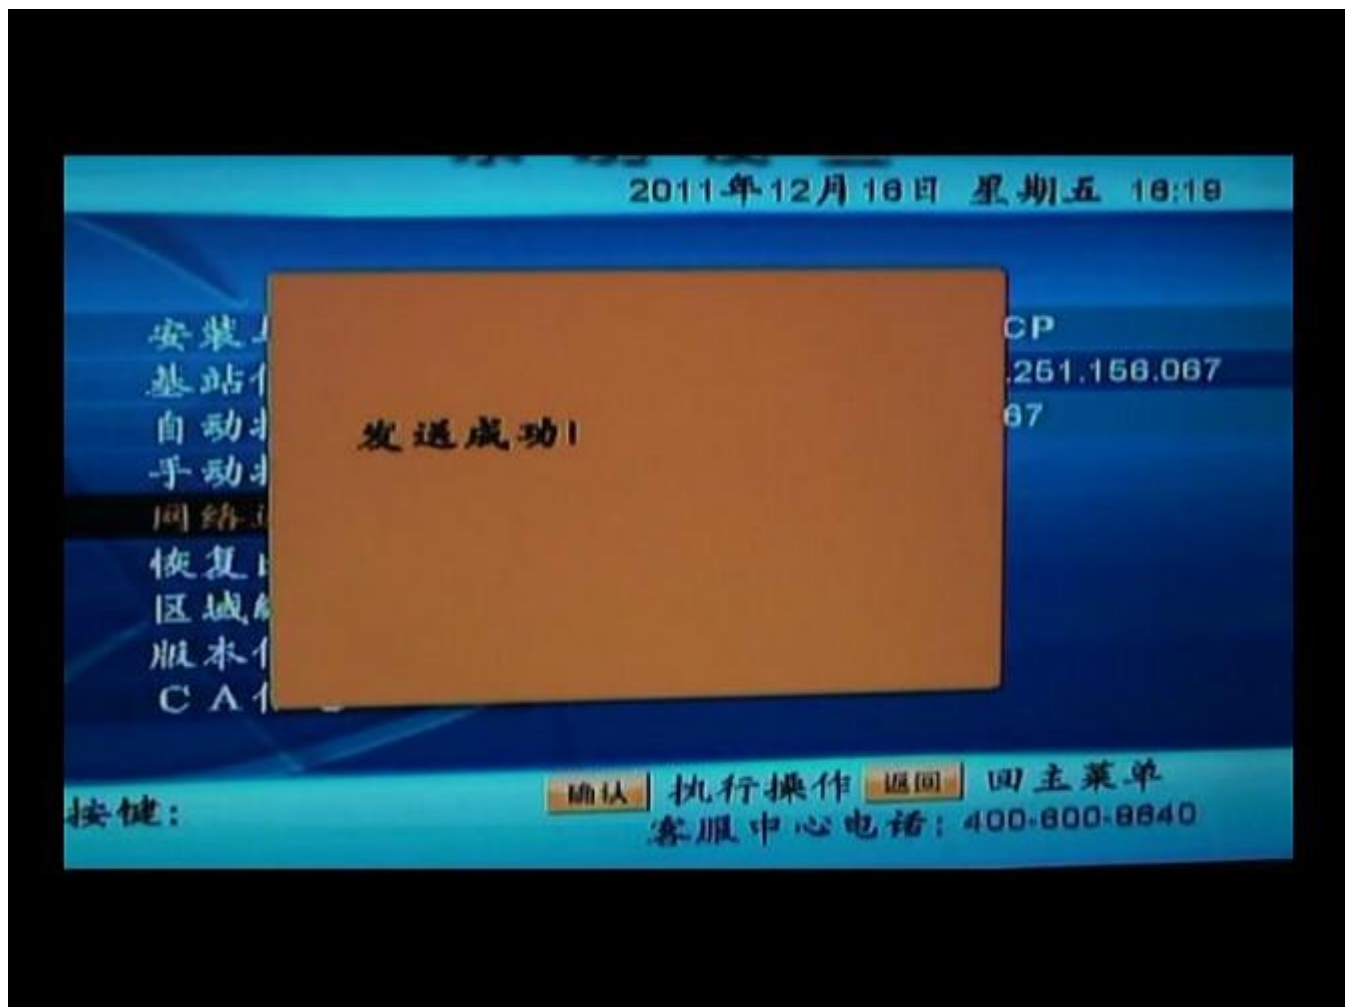 2011年12月16日 星期五 16:19
安装
CP
基站
.251.156.067
自动
67
手动
发送成功!
网络
恢复
区域
版本
CA
确认 执行操作 返回 回主菜单
按键:
客服中心电话: 400-600-8640